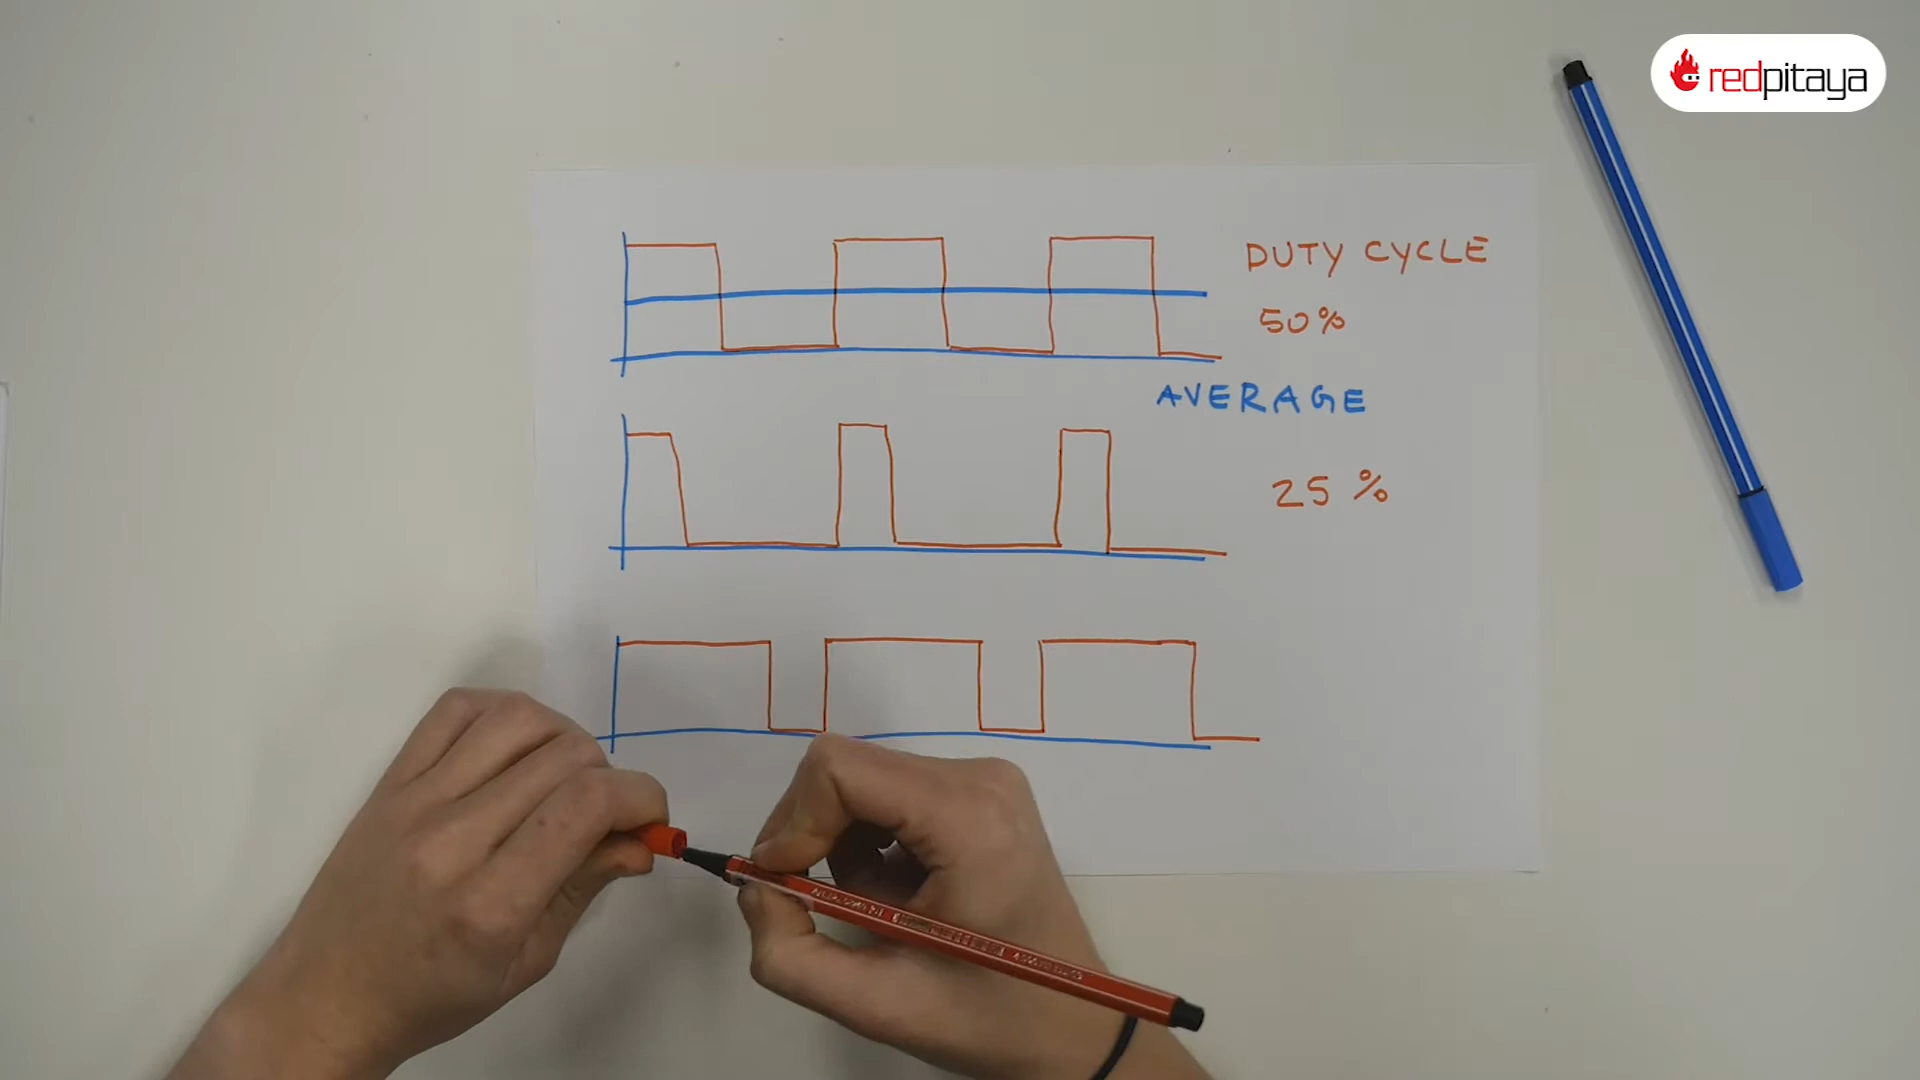 redpitaya
DUTY CYCLE
50%
AVERAGE
25 %